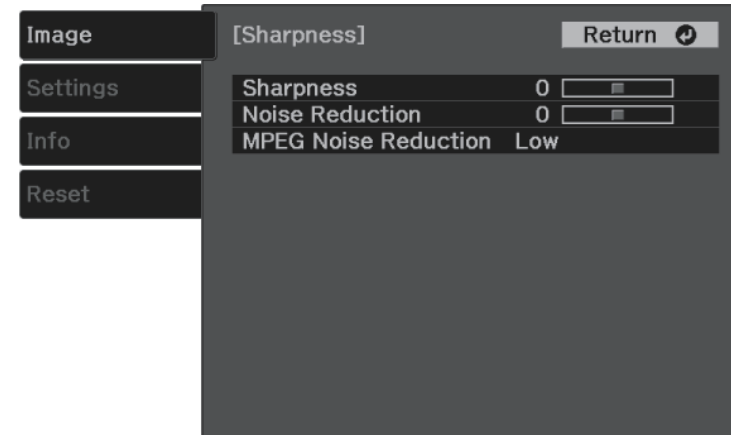 Image
Settings
Info
Reset
[Sharpness]
Return
Sharpness 0
Noise Reduction 0
MPEG Noise Reduction Low